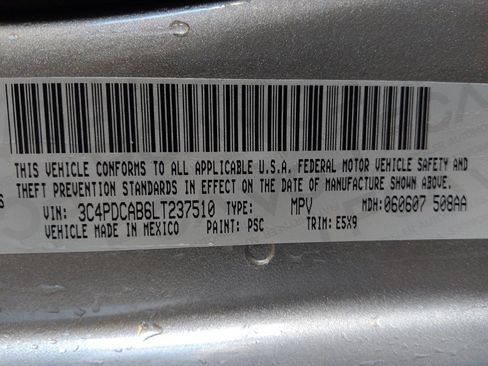 THIS VEHICLE CONFORMS TO ALL APPLICABLE U.S.A. FEDERAL MOTOR VEHICLE SAFETY AND
THEFT PREVENTION STANDARDS IN EFFECT ON THE DATE OF MANUFACTURE SHOWN ABOVE.
VIN: 3C4PDCAB6LT237510 TYPE: MPV MDH: 060607 508AA
VEHICLE MADE IN MEXICO PAINT: PSC TRIM: E5X9